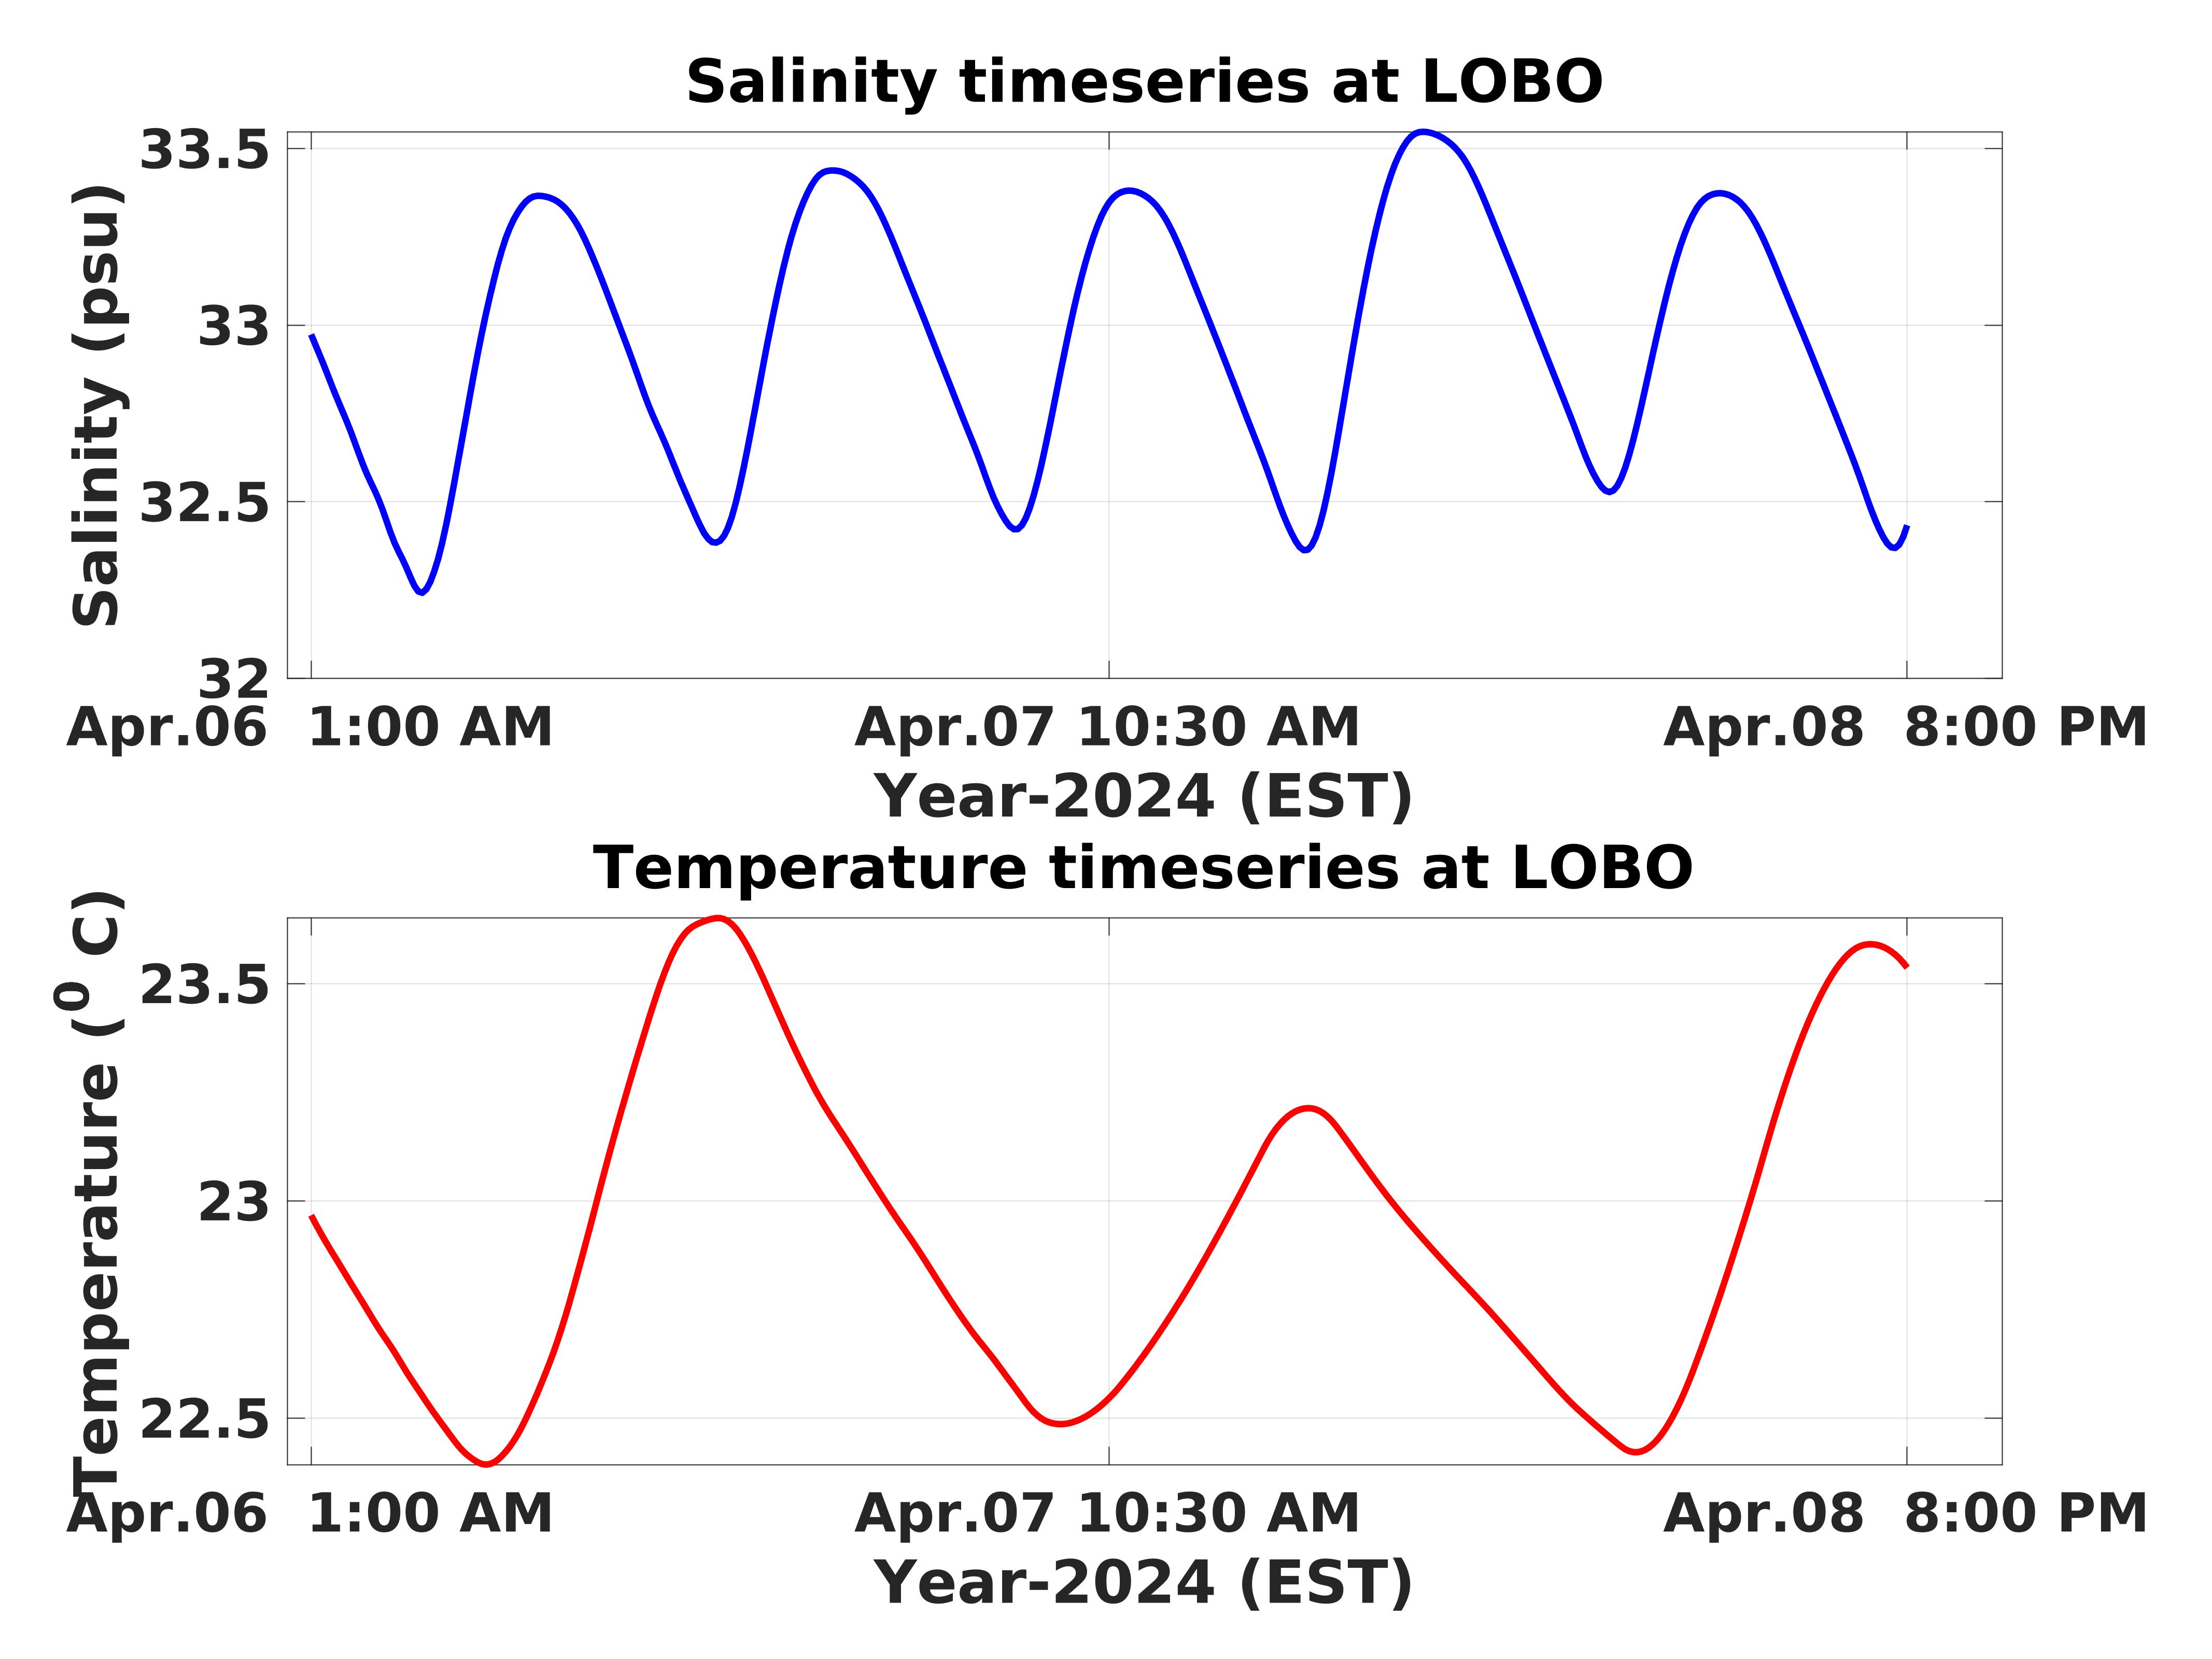 Salinity timeseries at LOBO
Salinity (psu)
33.5
33
32.5
32
Apr.06  1:00 AM
Apr.07 10:30 AM
Apr.08  8:00 PM
Year-2024 (EST)
Temperature timeseries at LOBO
Temperature (⁰ C)
23.5
23
22.5
Apr.06  1:00 AM
Apr.07 10:30 AM
Apr.08  8:00 PM
Year-2024 (EST)